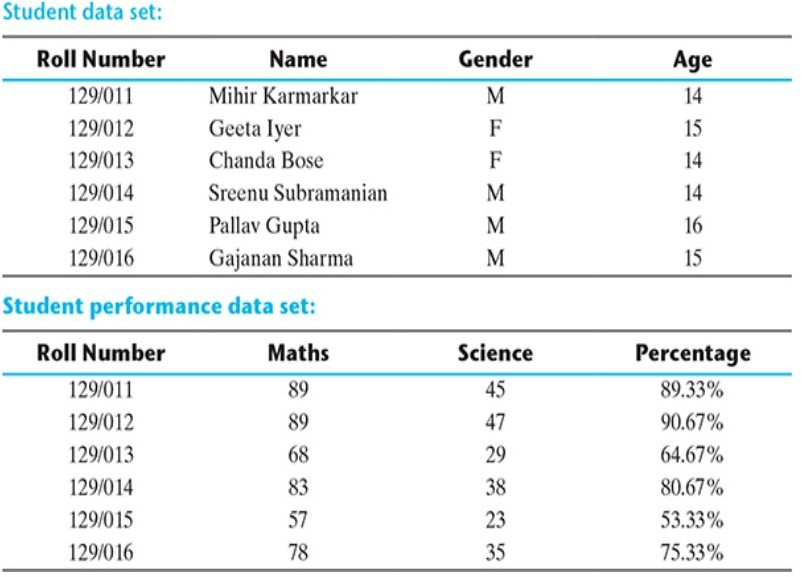 Student data set:
Roll Number Name Gender Age
129/011 Mihir Karmarkar M 14
129/012 Geeta Iyer F 15
129/013 Chanda Bose F 14
129/014 Sreenu Subramanian M 14
129/015 Pallav Gupta M 16
129/016 Gajanan Sharma M 15
Student performance data set:
Roll Number Maths Science Percentage
129/011 89 45 89.33%
129/012 89 47 90.67%
129/013 68 29 64.67%
129/014 83 38 80.67%
129/015 57 23 53.33%
129/016 78 35 75.33%